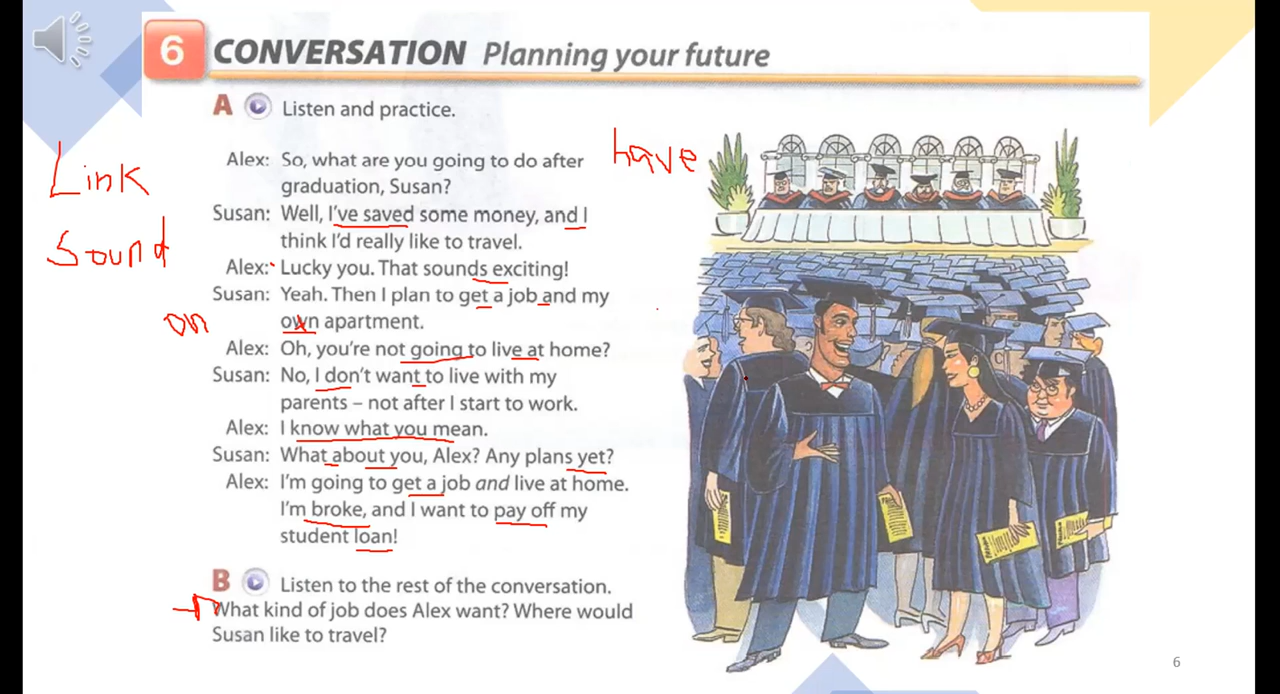 6 CONVERSATION Planning your future
A Listen and practice.
have
Alex: So, what are you going to do after
graduation, Susan?
Link
Susan: Well, I've saved some money, and I
think I'd really like to travel.
Sound
Alex: Lucky you. That sounds exciting!
Susan: Yeah. Then I plan to get a job and my
own apartment.
on
Alex: Oh, you're not going to live at home?
Susan: No, I don't want to live with my
parents – not after I start to work.
Alex: I know what you mean.
Susan: What about you, Alex? Any plans yet?
Alex: I'm going to get a job and live at home.
I'm broke, and I want to pay off my
student loan!
B Listen to the rest of the conversation.
What kind of job does Alex want? Where would
Susan like to travel?
6